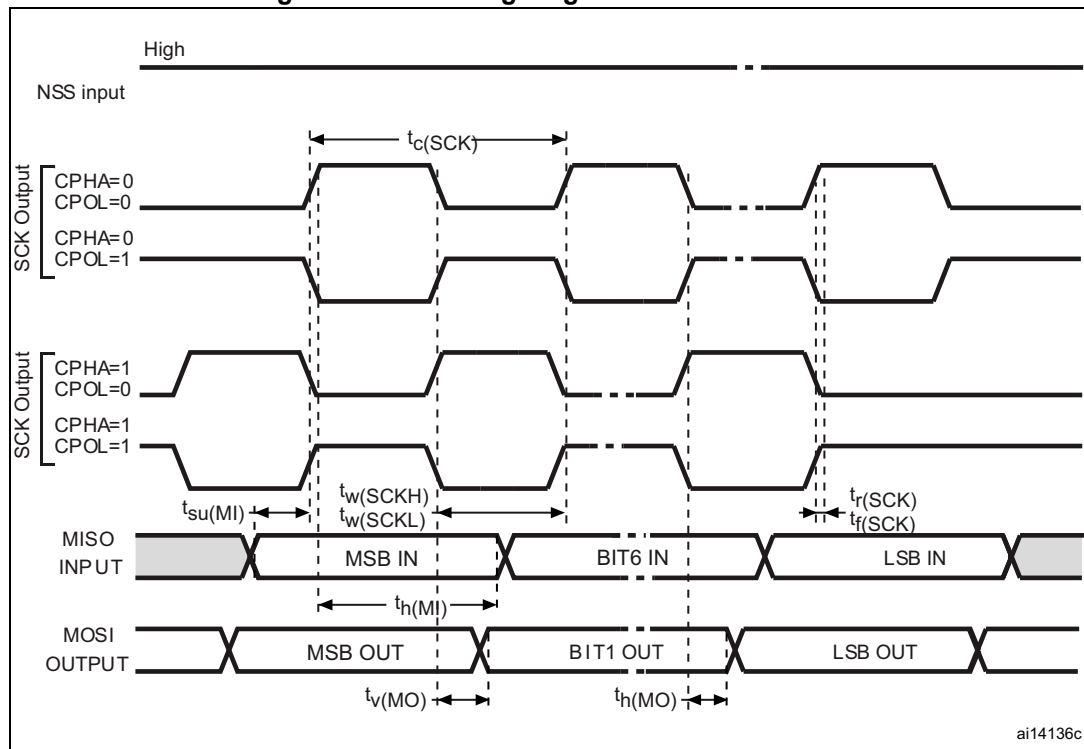 High
NSS input
tc(SCK)
SCK Output
CPHA=0
CPOL=0
CPHA=0
CPOL=1
SCK Output
CPHA=1
CPOL=0
CPHA=1
CPOL=1
tsu(MI)
tw(SCKH)
tw(SCKL)
tr(SCK)
tf(SCK)
MISO
INPUT
MSB IN
BIT6 IN
LSB IN
th(MI)
MOSI
OUTPUT
MSB OUT
BIT1 OUT
LSB OUT
tv(MO)
th(MO)
ai14136c